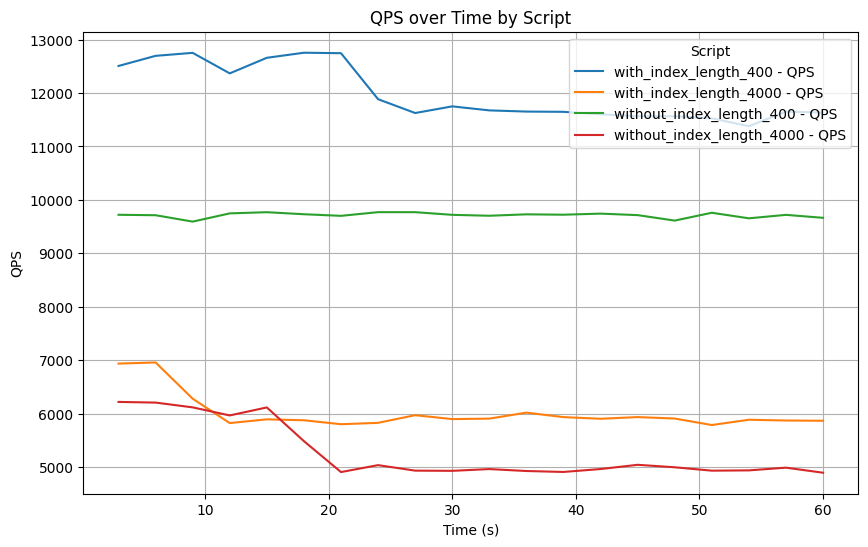 QPS over Time by Script
13000
12000
11000
10000
9000
8000
7000
6000
5000
QPS
Script
with_index_length_400 - QPS
with_index_length_4000 - QPS
without_index_length_400 - QPS
without_index_length_4000 - QPS
10 20 30 40 50 60
Time (s)